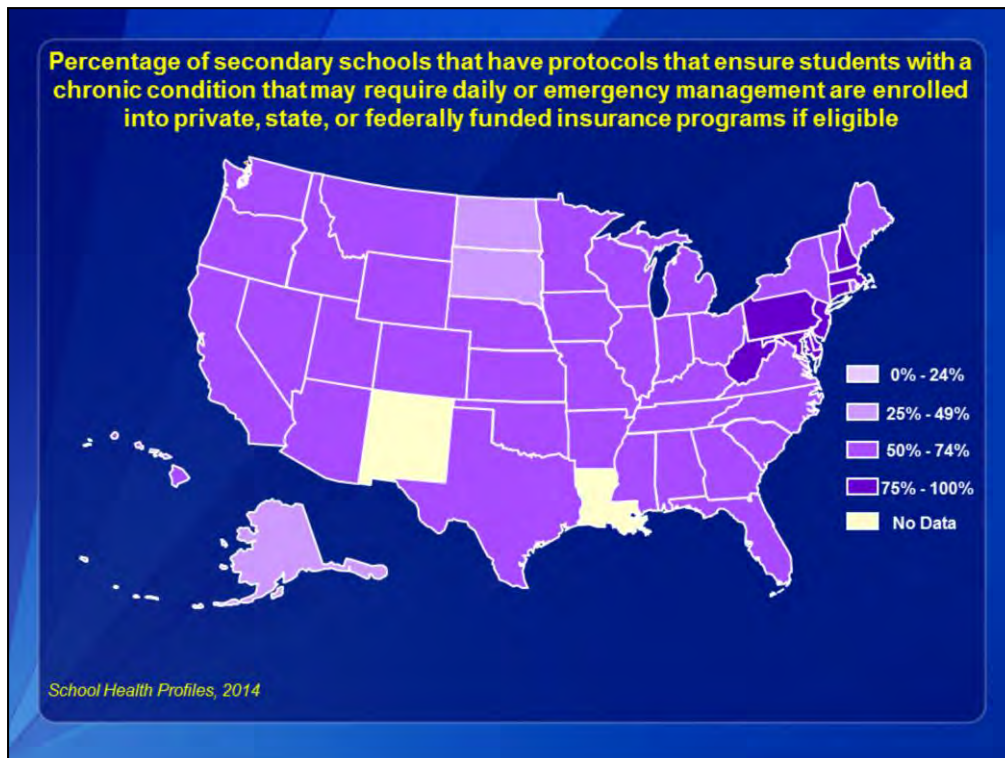 Percentage of secondary schools that have protocols that ensure students with a
chronic condition that may require daily or emergency management are enrolled
into private, state, or federally funded insurance programs if eligible
0% - 24%
25% - 49%
50% - 74%
75% - 100%
No Data
School Health Profiles, 2014